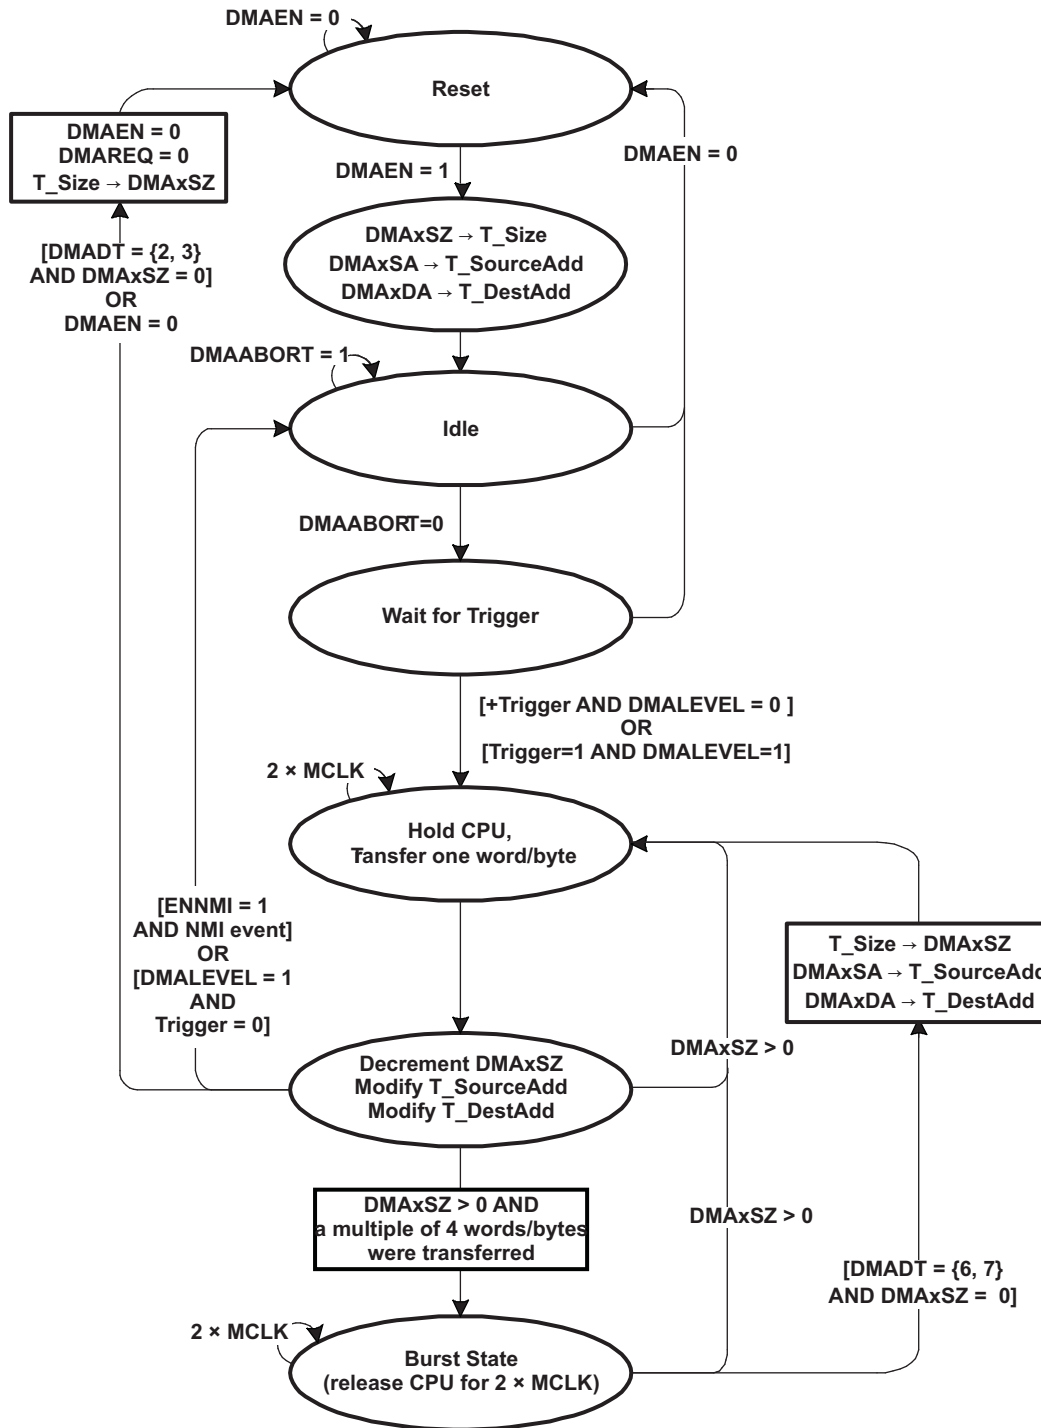 DMAEN = 0
Reset
DMAEN = 0
DMAREQ = 0
T_Size → DMAxSZ
DMAEN = 0
DMAEN = 1
[DMADT = {2, 3}
AND DMAxSZ = 0]
OR
DMAEN = 0
DMAxSZ → T_Size
DMAxSA → T_SourceAdd
DMAxDA → T_DestAdd
DMAABORT = 1
Idle
DMAABORT=0
Wait for Trigger
[+Trigger AND DMALEVEL = 0 ]
OR
[Trigger=1 AND DMALEVEL=1]
2 × MCLK
Hold CPU,
Tansfer one word/byte
[ENNMI = 1
AND NMI event]
OR
[DMALEVEL = 1
AND
Trigger = 0]
T_Size → DMAxSZ
DMAxSA → T_SourceAdd
DMAxDA → T_DestAdd
DMAxSZ > 0
Decrement DMAxSZ
Modify T_SourceAdd
Modify T_DestAdd
DMAxSZ > 0 AND
a multiple of 4 words/bytes
were transferred
DMAxSZ > 0
[DMADT = {6, 7}
AND DMAxSZ = 0]
2 × MCLK
Burst State
(release CPU for 2 × MCLK)